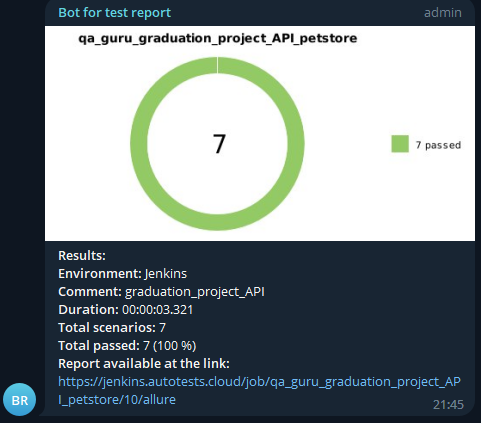 Bot for test report admin
qa_guru_graduation_project_API_petstore
7
7 passed
Results:
Environment: Jenkins
Comment: graduation_project_API
Duration: 00:00:03.321
Total scenarios: 7
Total passed: 7 (100 %)
Report available at the link:
https://jenkins.autotests.cloud/job/qa_guru_graduation_project_AP
I_petstore/10/allure
BR
21:45